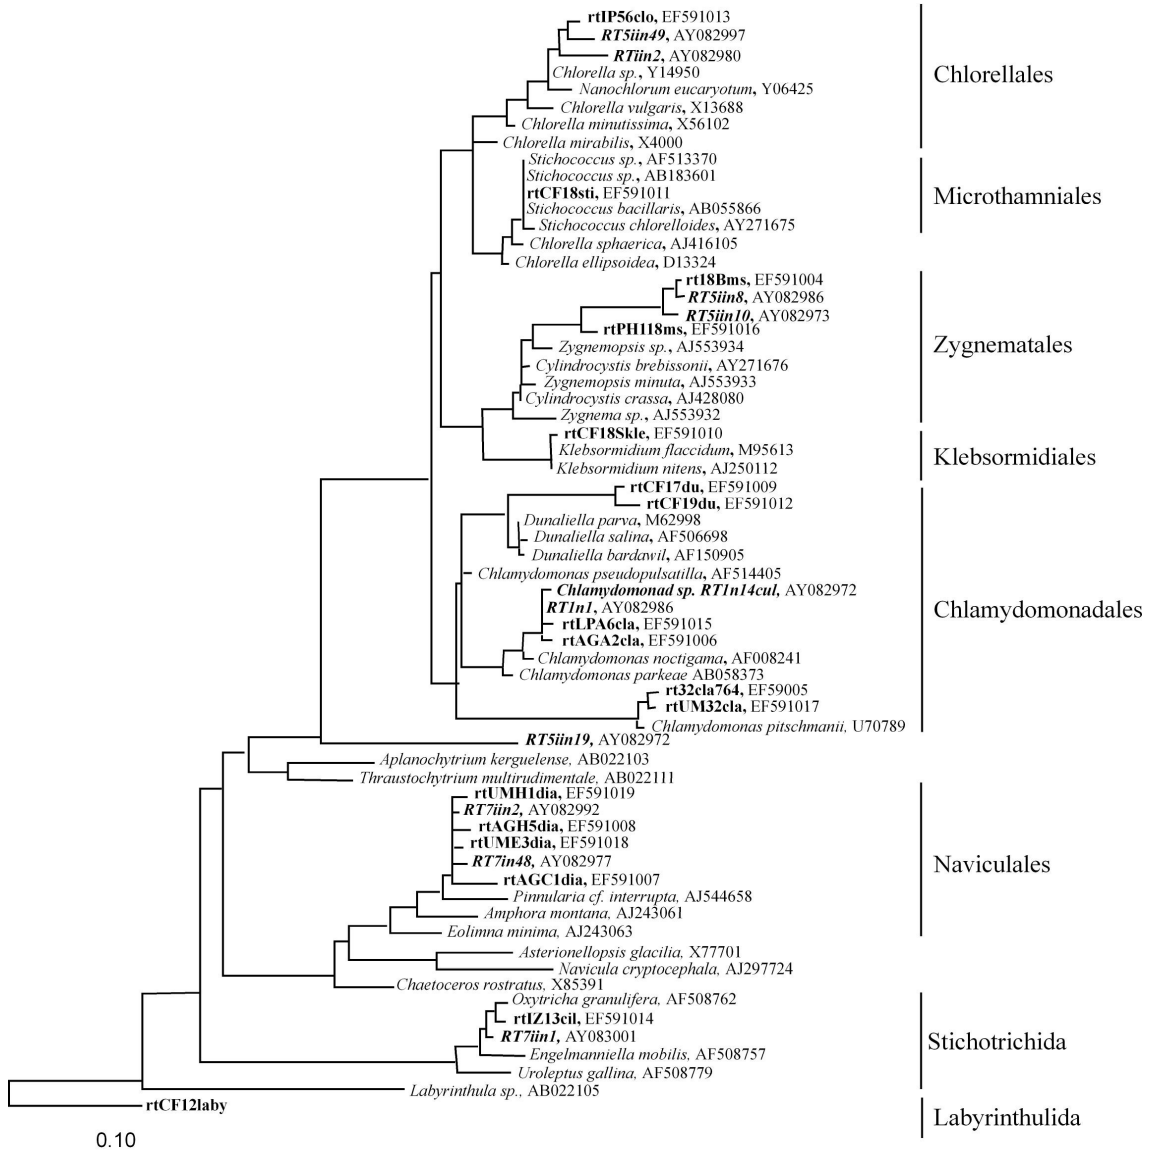 rtIP56clo, EF591013
RT5iin49, AY082997
RTiin2, AY082980
Chlorella sp., Y14950
Nanochlorum eucaryotum, Y06425
Chlorella vulgaris, X13688
Chlorella minutissima, X56102
Chlorella mirabilis, X4000
Chlorellales
Stichococcus sp., AF513370
Stichococcus sp., AB183601
rtCF18sti, EF591011
Stichococcus bacillaris, AB055866
Stichococcus chlorelloides, AY271675
Chlorella sphaerica, AJ416105
Chlorella ellipsoidea, D13324
Microthamniales
rt18Bms, EF591004
RT5iin8, AY082986
RT5iin10, AY082973
rtPH118ms, EF591016
Zygnemopsis sp., AJ553934
Cylindrocystis brebissonii, AY271676
Zygnemopsis minuta, AJ553933
Cylindrocystis crassa, AJ428080
Zygnema sp., AJ553932
Zygnematales
rtCF18Skle, EF591010
Klebsormidium flaccidum, M95613
Klebsormidium nitens, AJ250112
Klebsormidiales
rtCF17du, EF591009
rtCF19du, EF591012
Dunaliella parva, M62998
Dunaliella salina, AF506698
Dunaliella bardawil, AF150905
Chlamydomonas pseudopulsatilla, AF514405
Chlamydomonad sp. RT1n14cul, AY082972
RT1n1, AY082986
rtLPA6cla, EF591015
rtAGA2cla, EF591006
Chlamydomonas noctigama, AF008241
Chlamydomonas parkeae AB058373
rt32cla764, EF59005
rtUM32cla, EF591017
Chlamydomonas pitschmanii, U70789
Chlamydomonadales
RT5iin19, AY082972
Aplanochytrium kerguelense, AB022103
Thraustochytrium multirudimentale, AB022111
rtUMH1dia, EF591019
RT7iin2, AY082992
rtAGH5dia, EF591008
rtUME3dia, EF591018
RT7in48, AY082977
rtAGC1dia, EF591007
Pinnularia cf. interrupta, AJ544658
Amphora montana, AJ243061
Eolimna minima, AJ243063
Naviculales
Asterionellopsis glacilia, X77701
Navicula cryptocephala, AJ297724
Chaetoceros rostratus, X85391
Oxytricha granulifera, AF508762
rtIZ13cil, EF591014
RT7iin1, AY083001
Engelmanniella mobilis, AF508757
Uroleptus gallina, AF508779
Stichotrichida
Labyrinthula sp., AB022105
rtCF12laby
Labyrinthulida
0.10